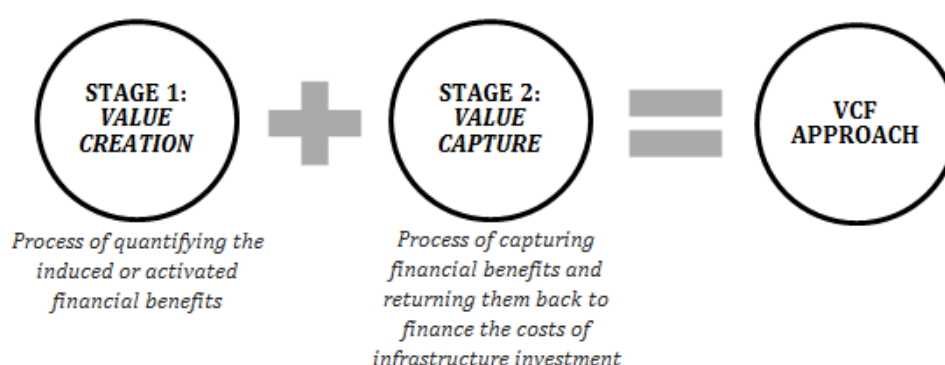 STAGE 1:
VALUE
CREATION
Process of quantifying the
induced or activated
financial benefits
STAGE 2:
VALUE
CAPTURE
Process of capturing
financial benefits and
returning them back to
finance the costs of
infrastructure investment
VCF
APPROACH